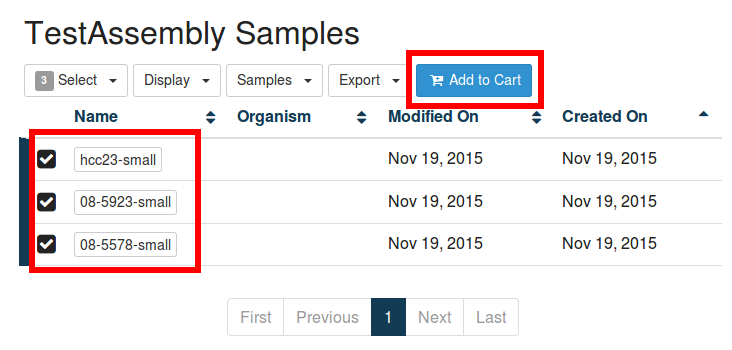 TestAssembly Samples
3 Select Display Samples Export Add to Cart
Name Organism Modified On Created On
hcc23-small Nov 19, 2015 Nov 19, 2015
08-5923-small Nov 19, 2015 Nov 19, 2015
08-5578-small Nov 19, 2015 Nov 19, 2015
First Previous 1 Next Last